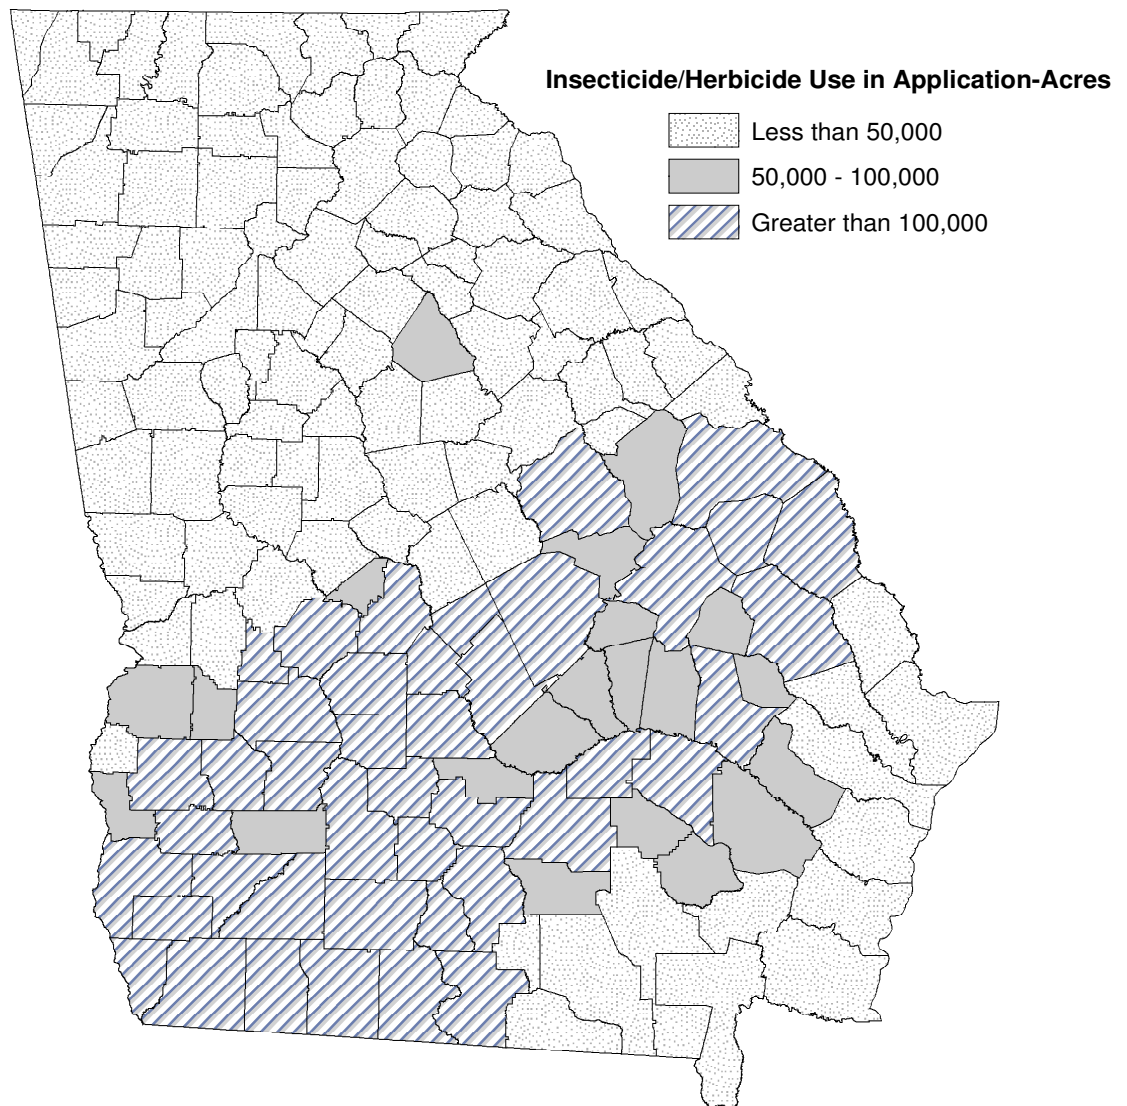 Insecticide/Herbicide Use in Application-Acres
Less than 50,000
50,000 - 100,000
Greater than 100,000